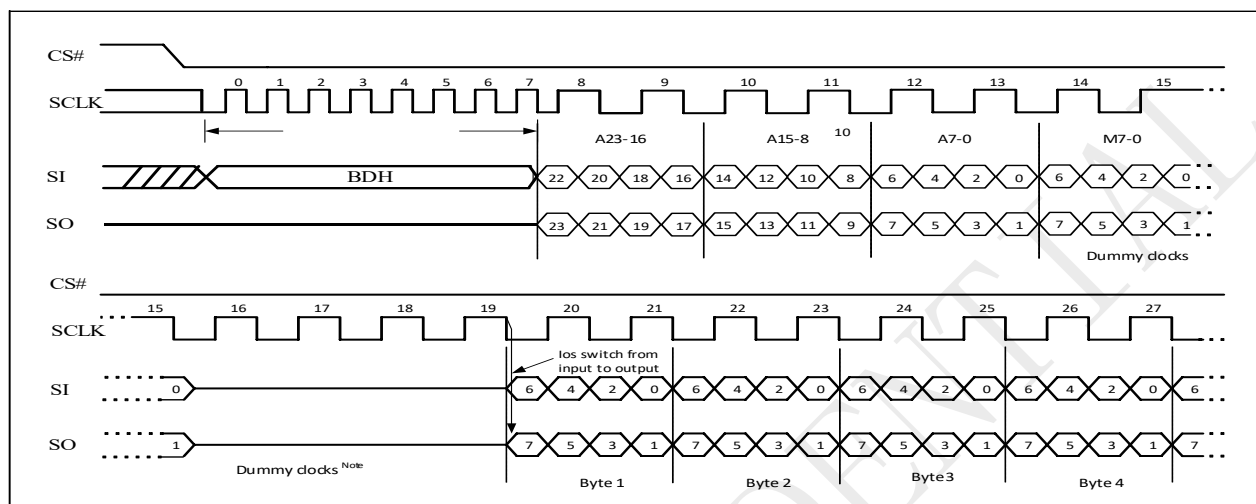 CS#
0 1 2 3 4 5 6 7 8 9 10 11 12 13 14 15
SCLK
A23-16 A15-8 10 A7-0 M7-0
SI BDH 22 20 18 16 14 12 10 8 6 4 2 0 6 4 2 0
SO 23 21 19 17 15 13 11 9 7 5 3 1 7 5 3 1
Dummy clocks
CS#
15 16 17 18 19 20 21 22 23 24 25 26 27
SCLK
Ios switch from
input to output
SI 0 6 4 2 0 6 4 2 0 6 4 2 0 6 4 2 0 6
SO 1 7 5 3 1 7 5 3 1 7 5 3 1 7 5 3 1 7
Dummy clocks Note
Byte 1 Byte 2 Byte3 Byte 4
DENTIAL